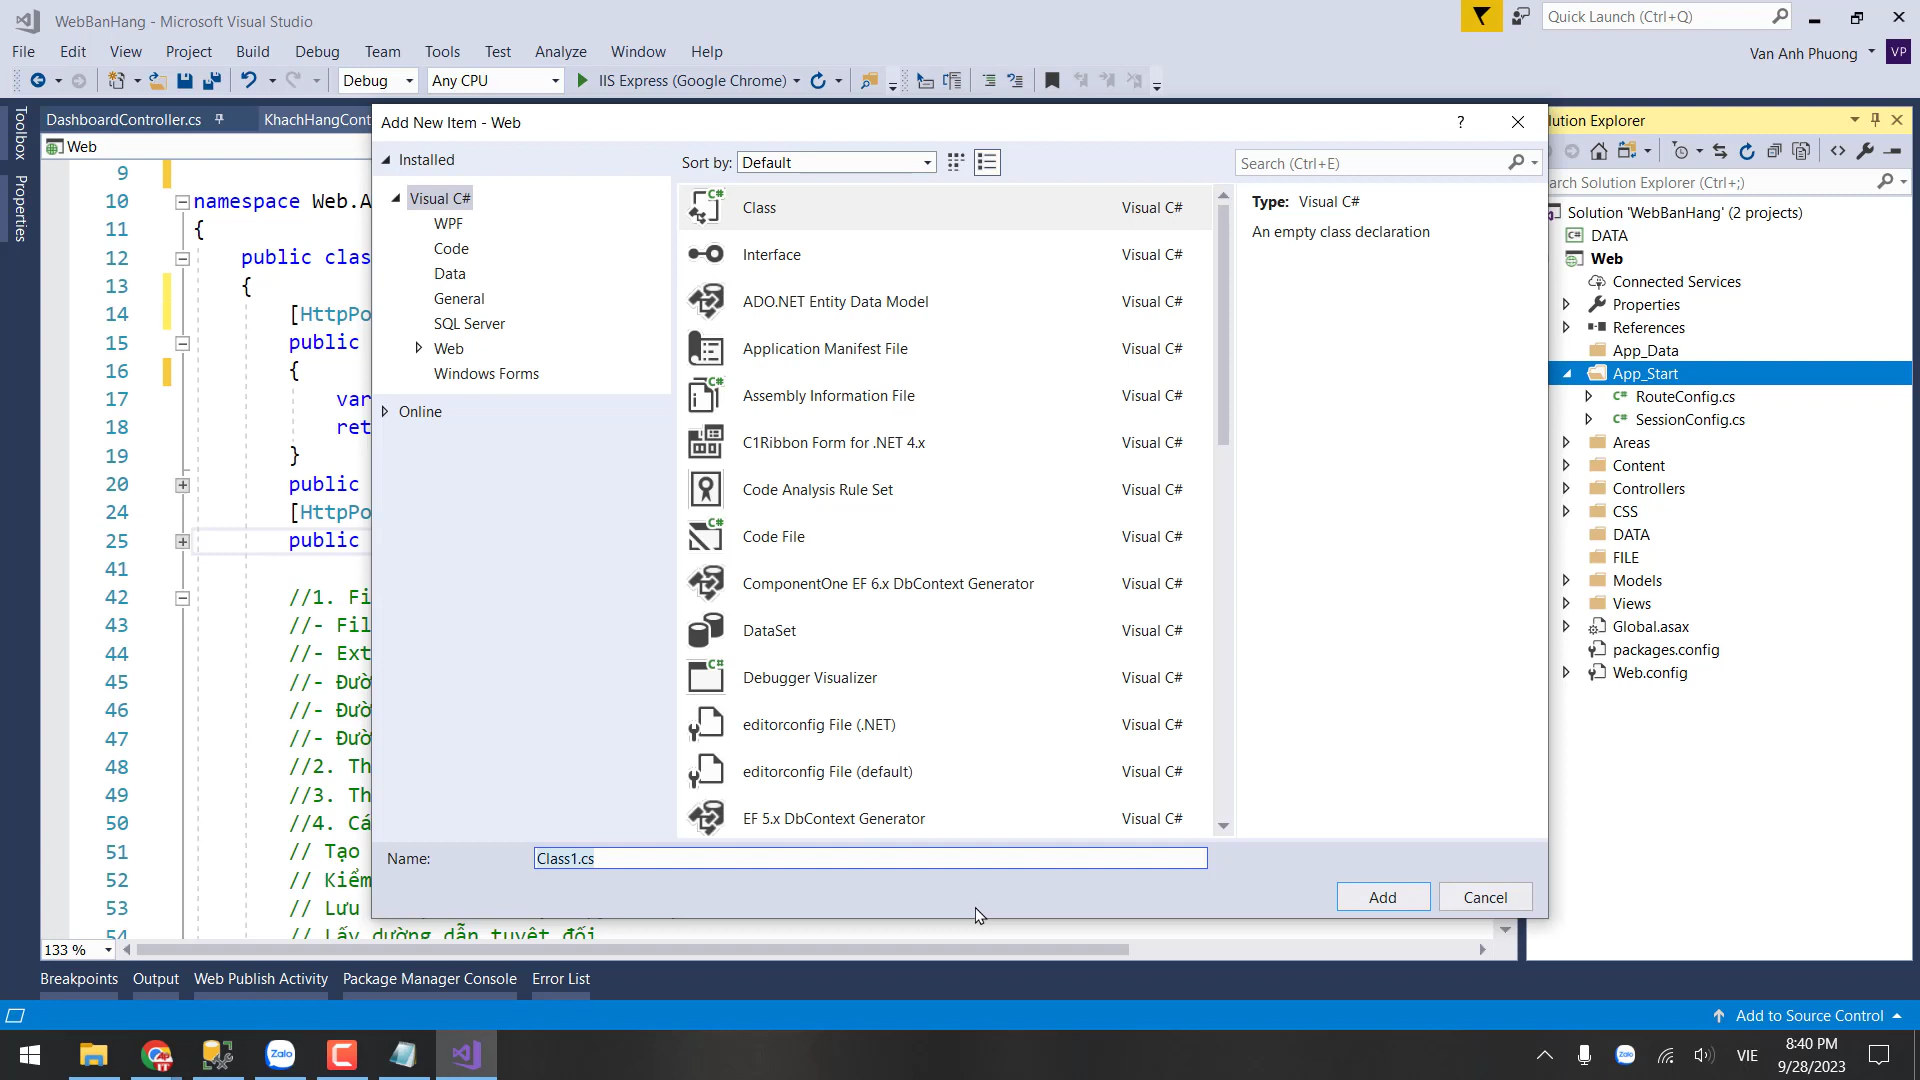 WebBanHang - Microsoft Visual Studio
Quick Launch (Ctrl+Q)
File Edit View Project Build Debug Team Tools Test Analyze Window Help
Van Anh Phuong VP
Debug Any CPU IIS Express (Google Chrome)
Toolbox
Properties
DashboardController.cs KhachHangCont
Web
9
10 namespace Web.A
11 {
12 public clas
13 {
14 [HttpPo
15 public
16 {
17 var
18 ret
19 }
20 public
24 [HttpPo
25 public
41
42 //1. Fi
43 //- Fil
44 //- Ext
45 //- Đườ
46 //- Đườ
47 //- Đườ
48 //2. Th
49 //3. Th
50 //4. Cá
51 // Tạo
52 // Kiểm
53 // Lưu
54 // Lấy dường dẫn tuyệt đối
133 %
Add New Item - Web ?
Installed
Sort by: Default
Search (Ctrl+E)
Visual C#
WPF
Code
Data
General
SQL Server
Web
Windows Forms
Online
Class Visual C#
Interface Visual C#
ADO.NET Entity Data Model Visual C#
Application Manifest File Visual C#
Assembly Information File Visual C#
C1Ribbon Form for .NET 4.x Visual C#
Code Analysis Rule Set Visual C#
Code File Visual C#
ComponentOne EF 6.x DbContext Generator Visual C#
DataSet Visual C#
Debugger Visualizer Visual C#
editorconfig File (.NET) Visual C#
editorconfig File (default) Visual C#
EF 5.x DbContext Generator Visual C#
Type: Visual C#
An empty class declaration
Name: Class1.cs
Add Cancel
lution Explorer
arch Solution Explorer (Ctrl+;)
Solution 'WebBanHang' (2 projects)
DATA
Web
Connected Services
Properties
References
App_Data
App_Start
RouteConfig.cs
SessionConfig.cs
Areas
Content
Controllers
CSS
DATA
FILE
Models
Views
Global.asax
packages.config
Web.config
Breakpoints Output Web Publish Activity Package Manager Console Error List
Add to Source Control
Zalo
VIE
8:40 PM
9/28/2023